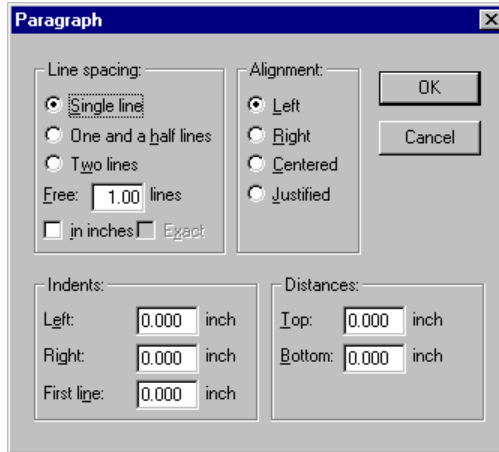 Paragraph
Line spacing:
Single line
One and a half lines
Two lines
Free: 1.00 lines
in inches Exact
Alignment:
Left
Right
Centered
Justified
OK
Cancel
Indents:
Left: 0.000 inch
Right: 0.000 inch
First line: 0.000 inch
Distances:
Top: 0.000 inch
Bottom: 0.000 inch